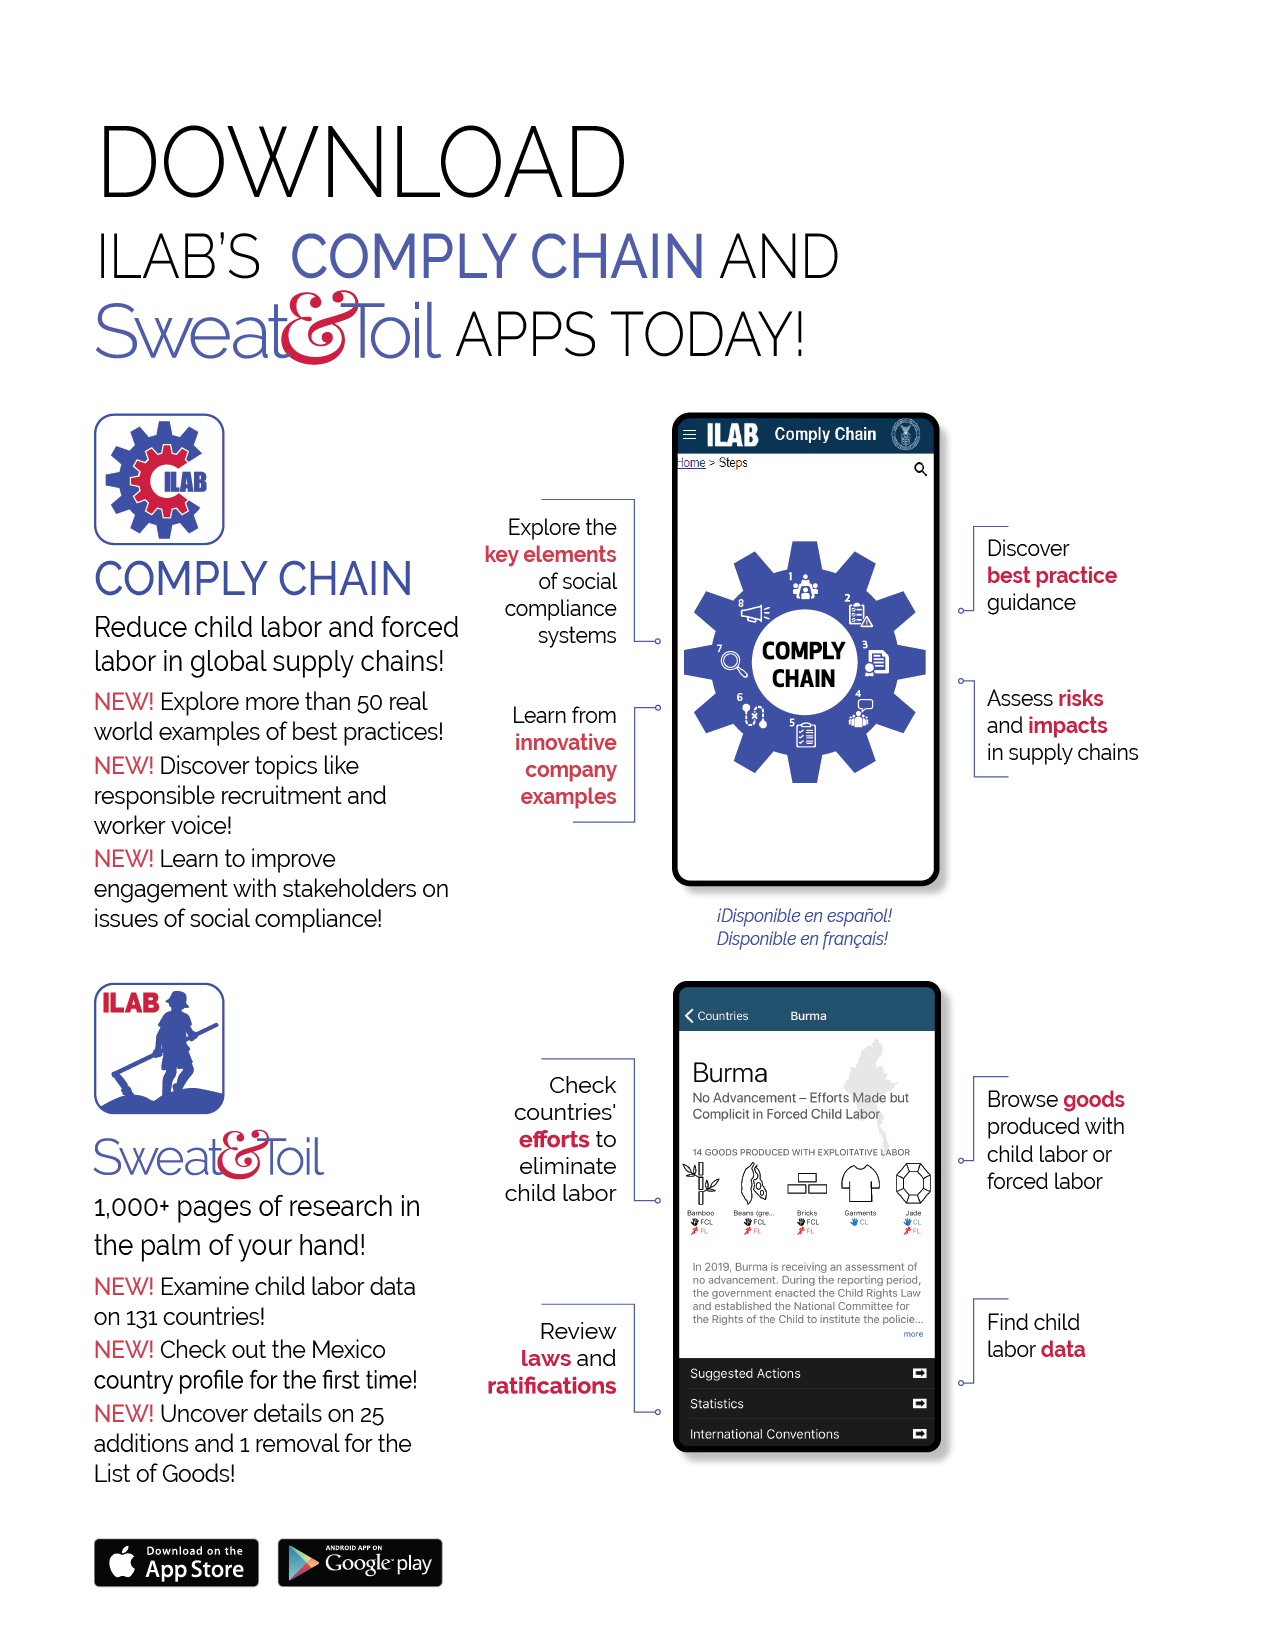 DOWNLOAD
ILAB'S COMPLY CHAIN AND
Sweat&Toil APPS TODAY!
ILAB
COMPLY CHAIN
Reduce child labor and forced
labor in global supply chains!
NEW! Explore more than 50 real
world examples of best practices!
NEW! Discover topics like
responsible recruitment and
worker voice!
NEW! Learn to improve
engagement with stakeholders on
issues of social compliance!
Explore the
key elements
of social
compliance
systems
Learn from
innovative
company
examples
ILAB Comply Chain
Home > Steps
1
2
3
4
5
6
7
8
COMPLY
CHAIN
Discover
best practice
guidance
Assess risks
and impacts
in supply chains
¡Disponible en español!
Disponible en français!
ILAB
Sweat&Toil
1,000+ pages of research in
the palm of your hand!
NEW! Examine child labor data
on 131 countries!
NEW! Check out the Mexico
country profile for the first time!
NEW! Uncover details on 25
additions and 1 removal for the
List of Goods!
Check
countries'
efforts to
eliminate
child labor
Review
laws and
ratifications
Countries Burma
Burma
No Advancement – Efforts Made but
Complicit in Forced Child Labor
14 GOODS PRODUCED WITH EXPLOITATIVE LABOR
Bamboo Beans (gre... Bricks Garments Jade
FCL FCL FCL CL CL
FL FL FL FL
In 2019, Burma is receiving an assessment of
no advancement. During the reporting period,
the government enacted the Child Rights Law
and established the National Committee for
the Rights of the Child to institute the policie...
more
Suggested Actions
Statistics
International Conventions
Browse goods
produced with
child labor or
forced labor
Find child
labor data
Download on the
App Store
ANDROID APP ON
Google play